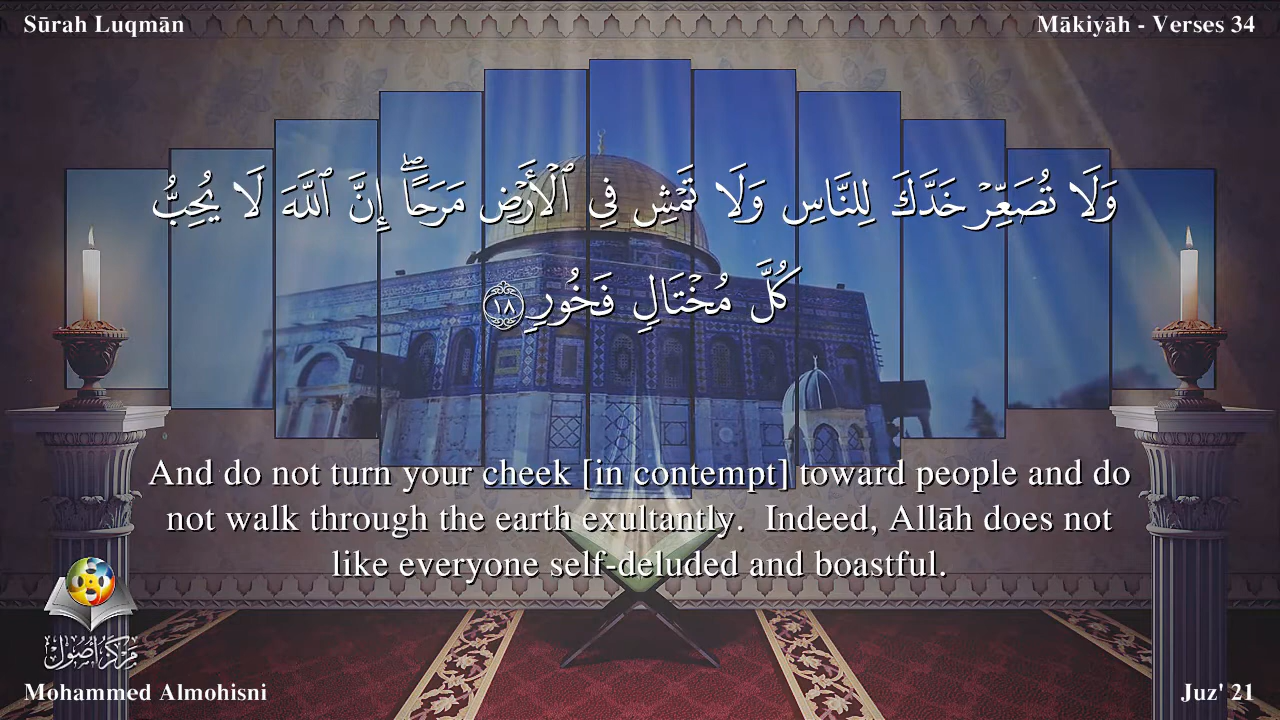 Sūrah Luqmān
Mākiyāh - Verses 34
وَلَا تُصَعِّرْ خَدَّكَ لِلنَّاسِ وَلَا تَمْشِ فِى ٱلْأَرْضِ مَرَحًا ۖ إِنَّ ٱللَّهَ لَا يُحِبُّ
كُلَّ مُخْتَالٍ فَخُورٍ ١٨
And do not turn your cheek [in contempt] toward people and do
not walk through the earth exultantly.  Indeed, Allāh does not
like everyone self-deluded and boastful.
مركز أصول
Mohammed Almohisni
Juz' 21